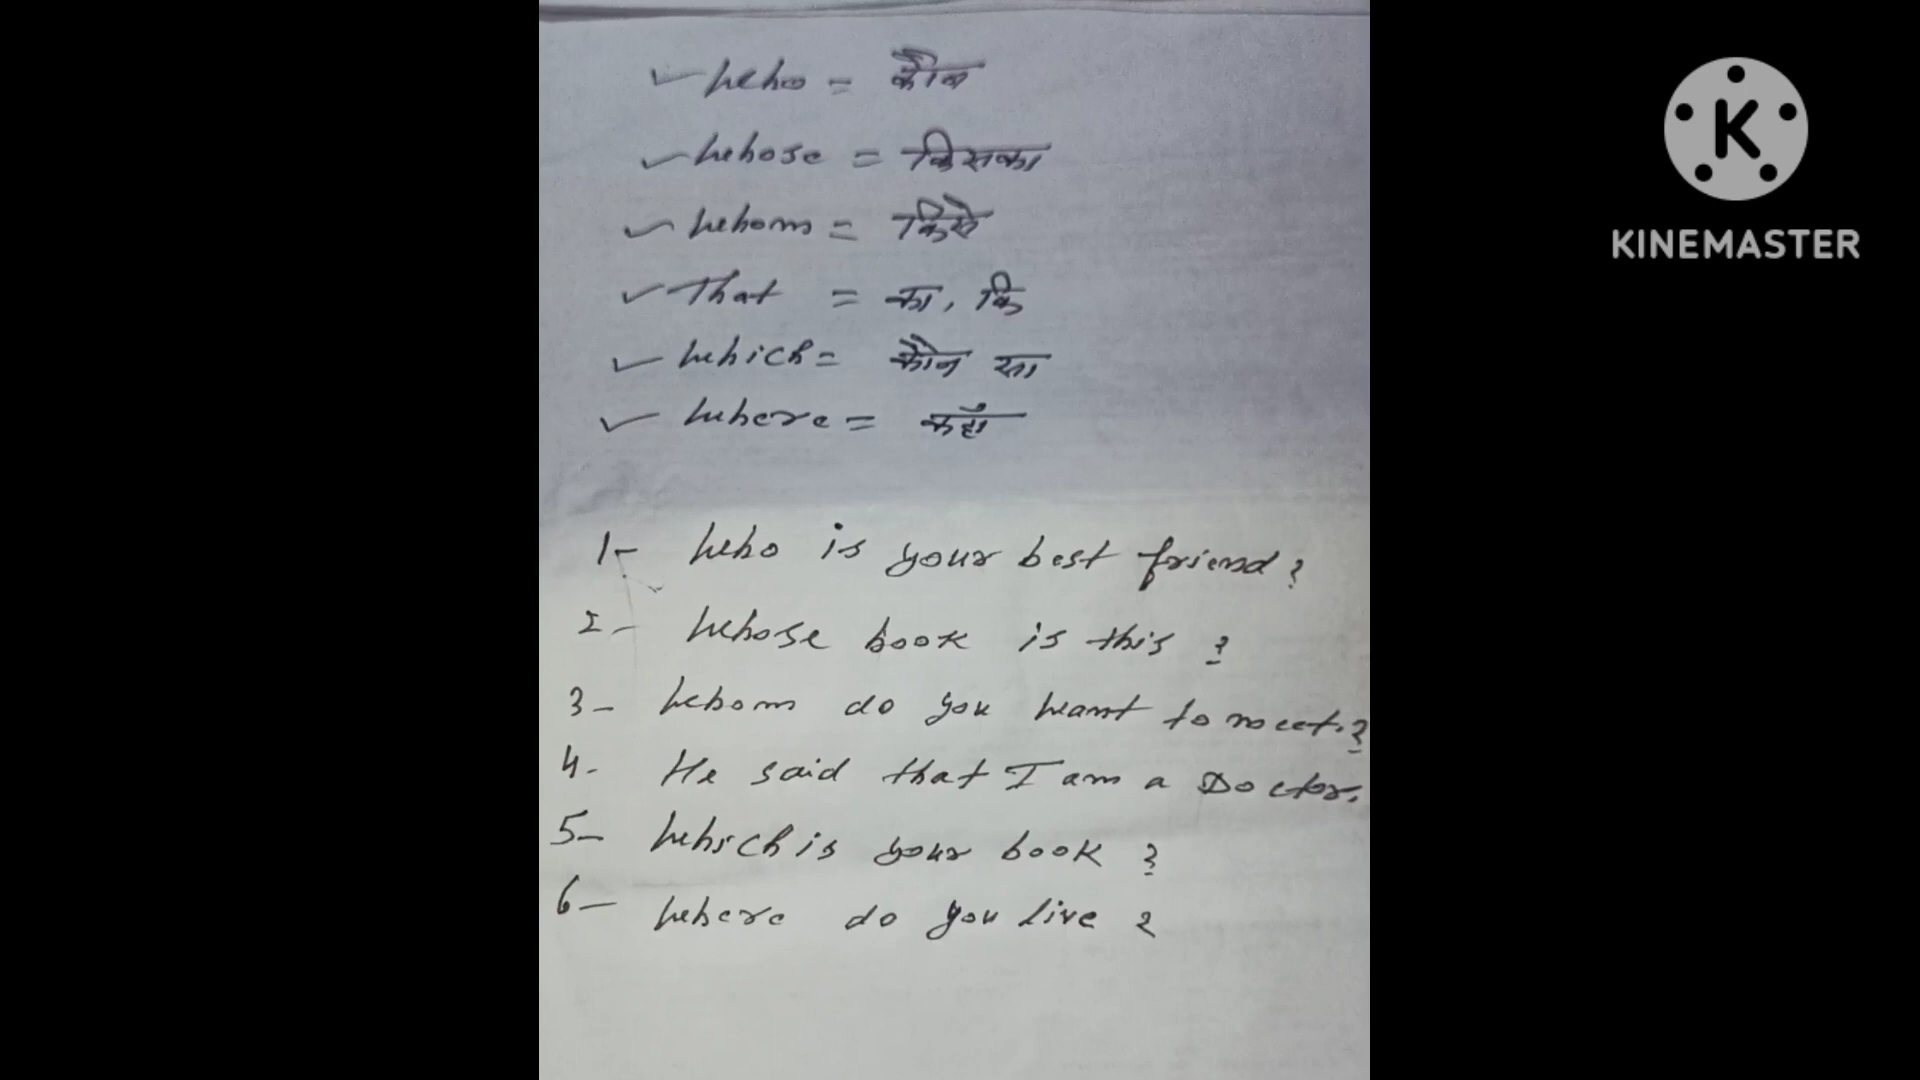 ✓ Who = कौन
✓ Whose = किसका
✓ Whom = किसे
✓ That = का, कि
✓ Which = कौन सा
✓ Where = कहाँ
1- Who is your best friend?
2- Whose book is this?
3- Whom do you want to meet.?
4- He said that I am a Doctor.
5- Which is your book?
6- Where do you live?
KINEMASTER